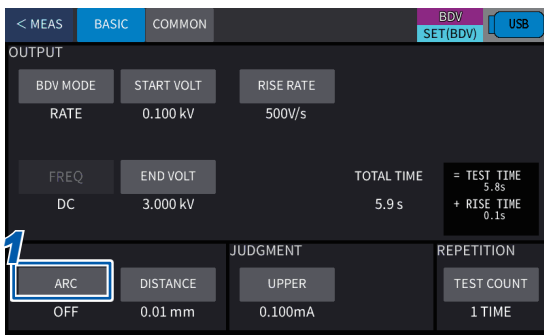 < MEAS BASIC COMMON BDV USB
SET(BDV)
OUTPUT
BDV MODE START VOLT RISE RATE
RATE 0.100 kV 500V/s
FREQ END VOLT TOTAL TIME = TEST TIME
5.8s
DC 3.000 kV 5.9 s + RISE TIME
0.1s
1
JUDGMENT REPETITION
ARC DISTANCE UPPER TEST COUNT
OFF 0.01 mm 0.100mA 1 TIME